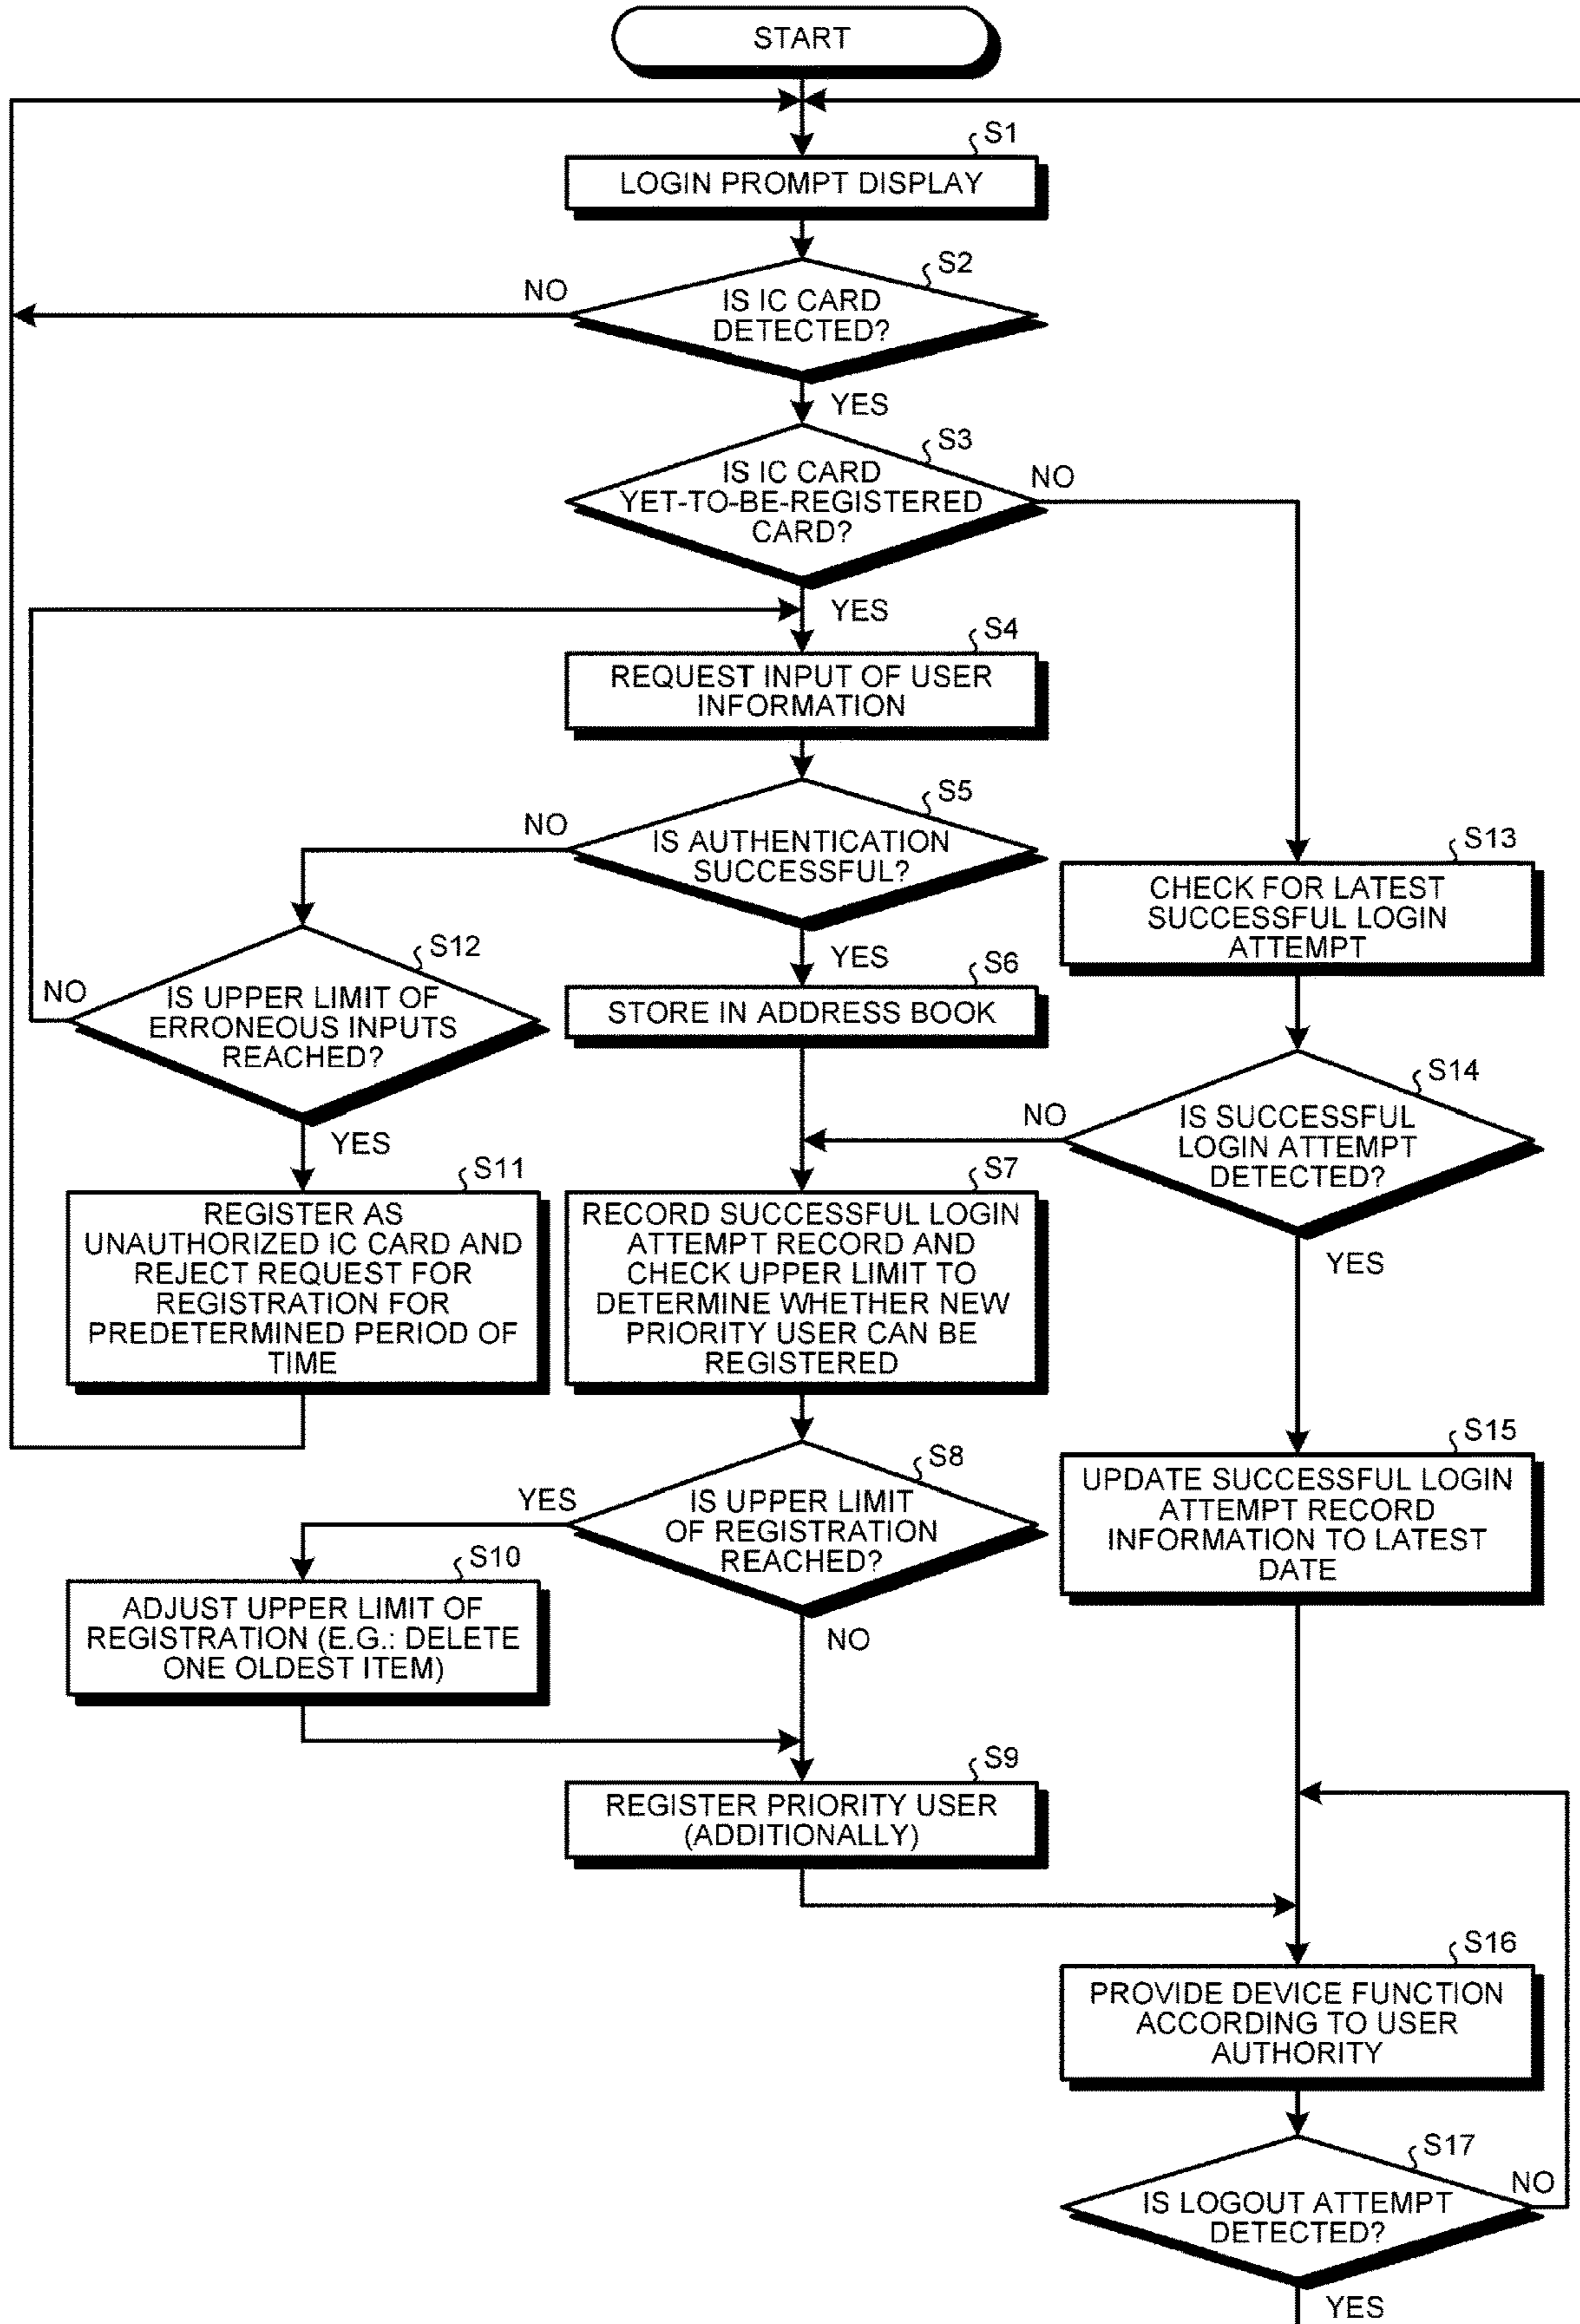 START
S1
LOGIN PROMPT DISPLAY
S2
NO
IS IC CARD
DETECTED?
YES
S3
IS IC CARD
YET-TO-BE-REGISTERED
CARD?
NO
YES
S4
REQUEST INPUT OF USER
INFORMATION
S5
NO
IS AUTHENTICATION
SUCCESSFUL?
YES
S13
CHECK FOR LATEST
SUCCESSFUL LOGIN
ATTEMPT
S12
NO
IS UPPER LIMIT OF
ERRONEOUS INPUTS
REACHED?
YES
S6
STORE IN ADDRESS BOOK
S14
NO
IS SUCCESSFUL
LOGIN ATTEMPT
DETECTED?
YES
S11
REGISTER AS
UNAUTHORIZED IC CARD AND
REJECT REQUEST FOR
REGISTRATION FOR
PREDETERMINED PERIOD OF
TIME
S7
RECORD SUCCESSFUL LOGIN
ATTEMPT RECORD AND
CHECK UPPER LIMIT TO
DETERMINE WHETHER NEW
PRIORITY USER CAN BE
REGISTERED
S8
YES
IS UPPER LIMIT
OF REGISTRATION
REACHED?
NO
S15
UPDATE SUCCESSFUL LOGIN
ATTEMPT RECORD
INFORMATION TO LATEST
DATE
S10
ADJUST UPPER LIMIT OF
REGISTRATION (E.G.: DELETE
ONE OLDEST ITEM)
S9
REGISTER PRIORITY USER
(ADDITIONALLY)
S16
PROVIDE DEVICE FUNCTION
ACCORDING TO USER
AUTHORITY
S17
NO
IS LOGOUT ATTEMPT
DETECTED?
YES